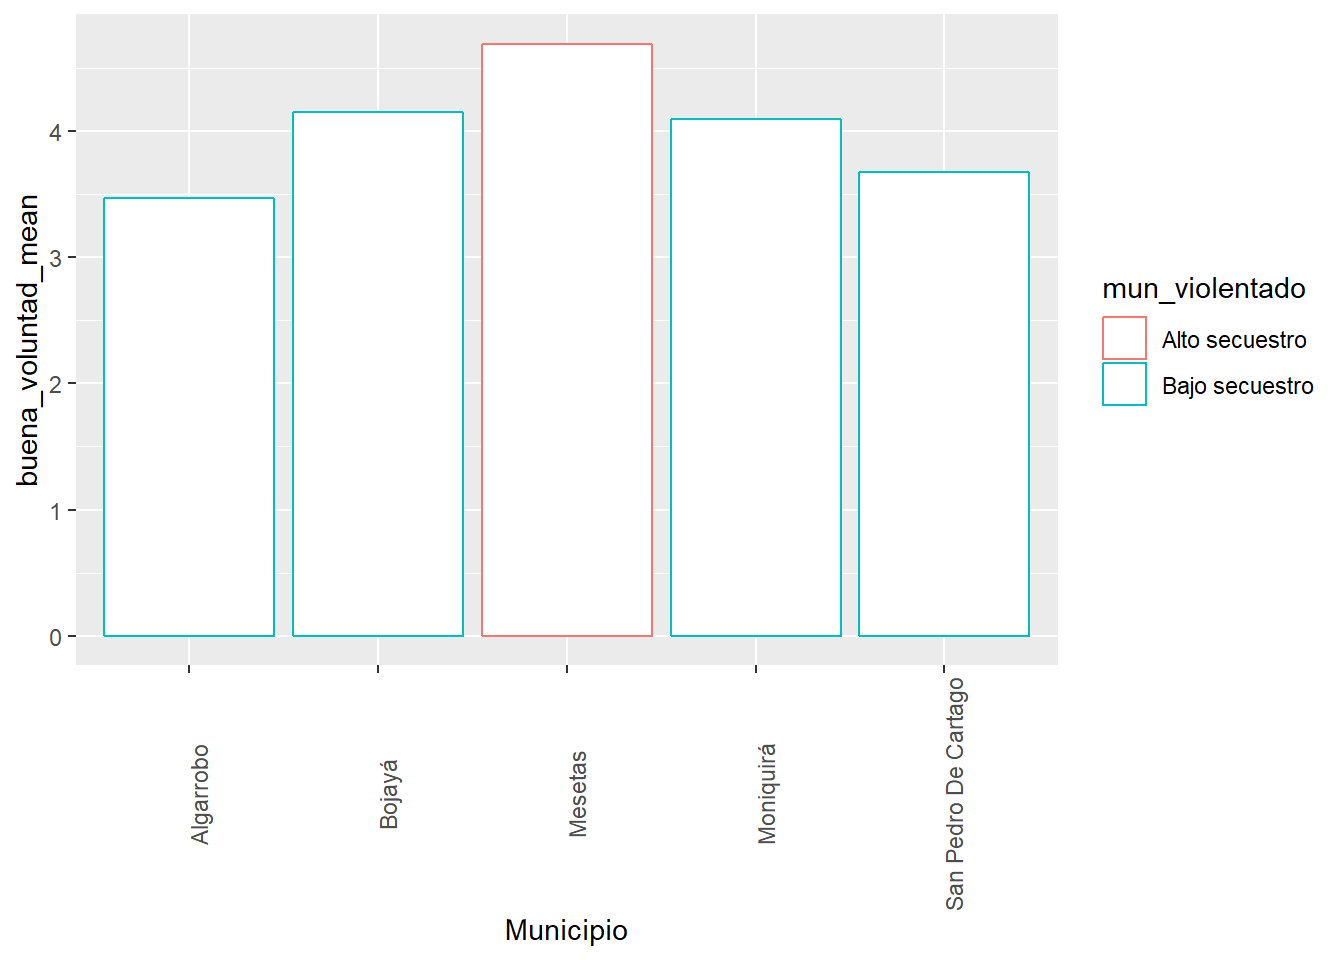 buena_voluntad_mean
4
3
2
1
0
Algarrobo
Bojayá
Mesetas
Moniquirá
San Pedro De Cartago
Municipio
mun_violentado
Alto secuestro
Bajo secuestro